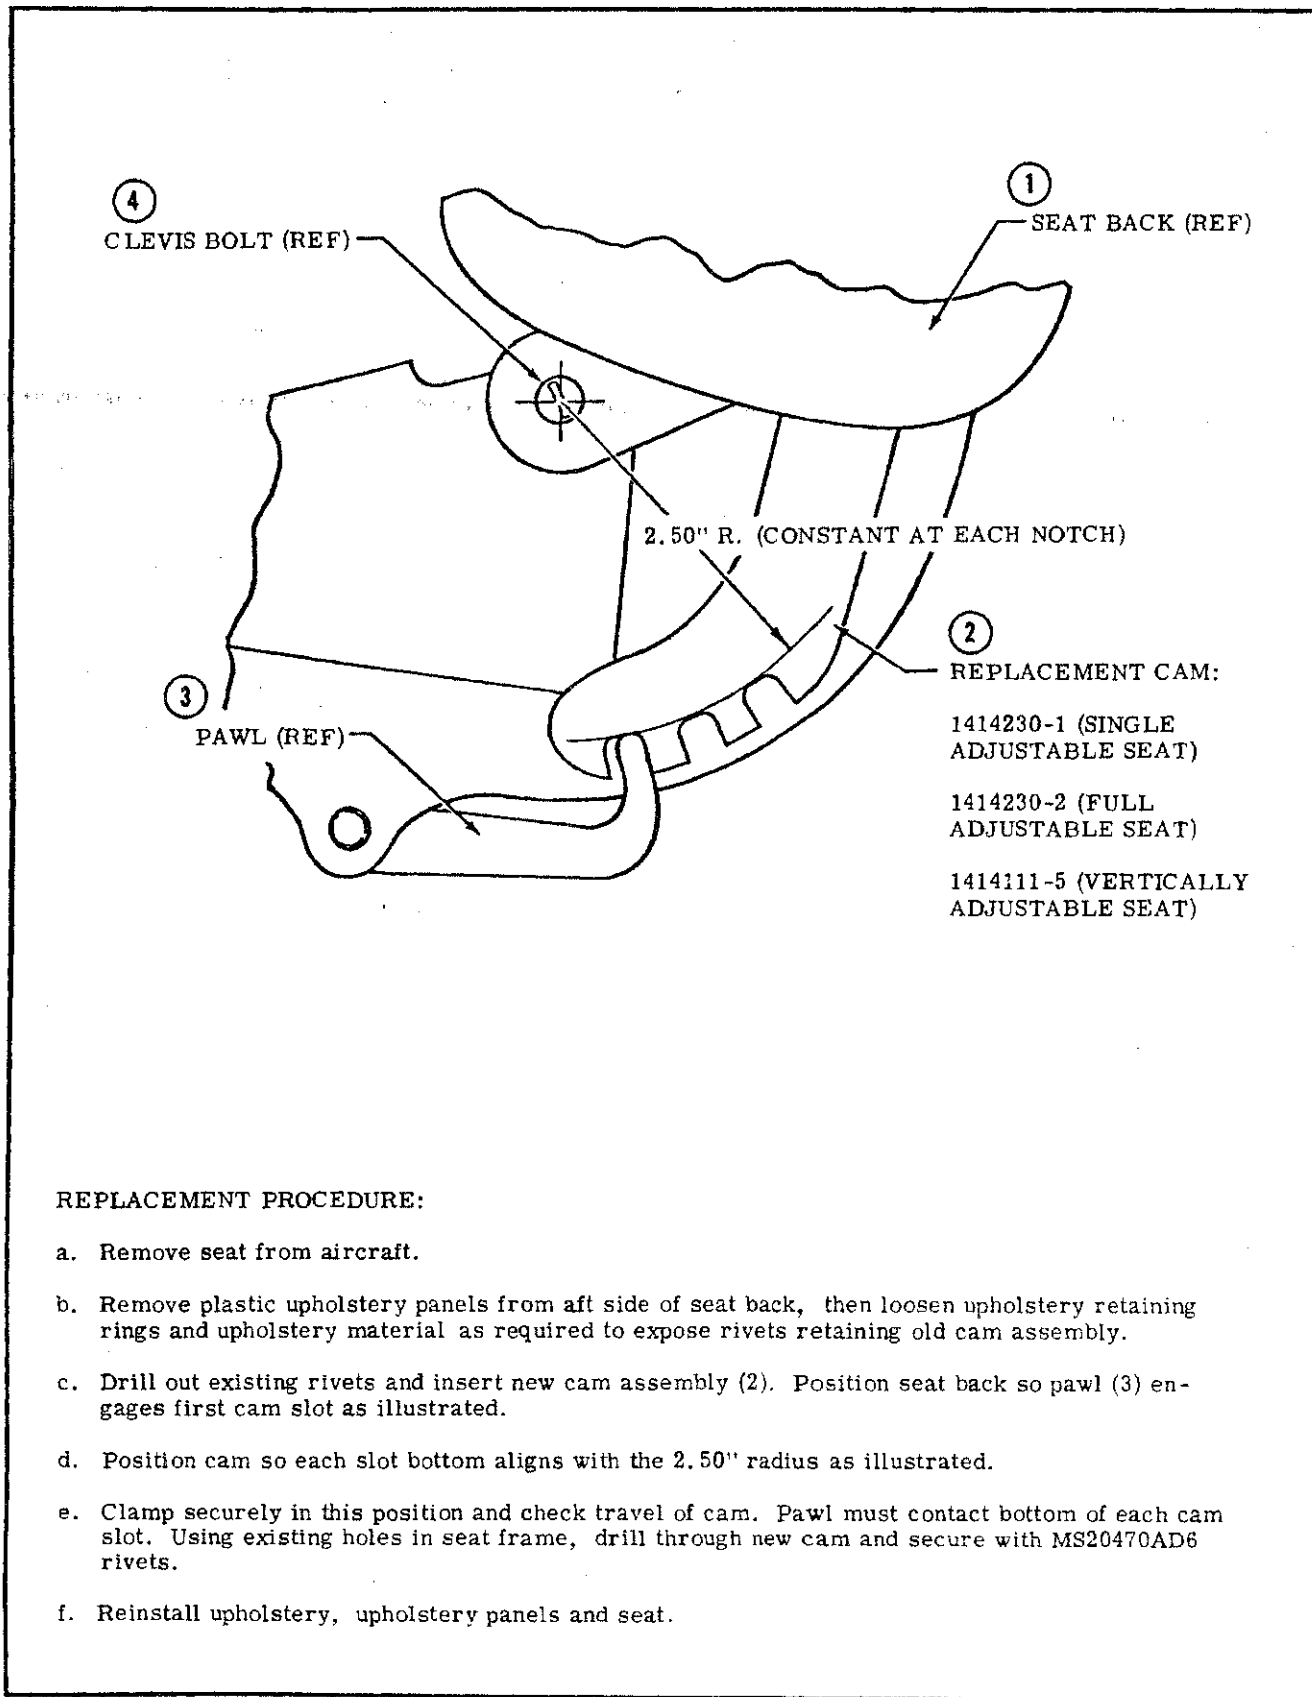 4
CLEVIS BOLT (REF)
1
SEAT BACK (REF)
2.50" R. (CONSTANT AT EACH NOTCH)
2
REPLACEMENT CAM:
1414230-1 (SINGLE
ADJUSTABLE SEAT)
1414230-2 (FULL
ADJUSTABLE SEAT)
1414111-5 (VERTICALLY
ADJUSTABLE SEAT)
3
PAWL (REF)
REPLACEMENT PROCEDURE:
a. Remove seat from aircraft.
b. Remove plastic upholstery panels from aft side of seat back, then loosen upholstery retaining
rings and upholstery material as required to expose rivets retaining old cam assembly.
c. Drill out existing rivets and insert new cam assembly (2). Position seat back so pawl (3) en-
gages first cam slot as illustrated.
d. Position cam so each slot bottom aligns with the 2.50" radius as illustrated.
e. Clamp securely in this position and check travel of cam. Pawl must contact bottom of each cam
slot. Using existing holes in seat frame, drill through new cam and secure with MS20470AD6
rivets.
f. Reinstall upholstery, upholstery panels and seat.